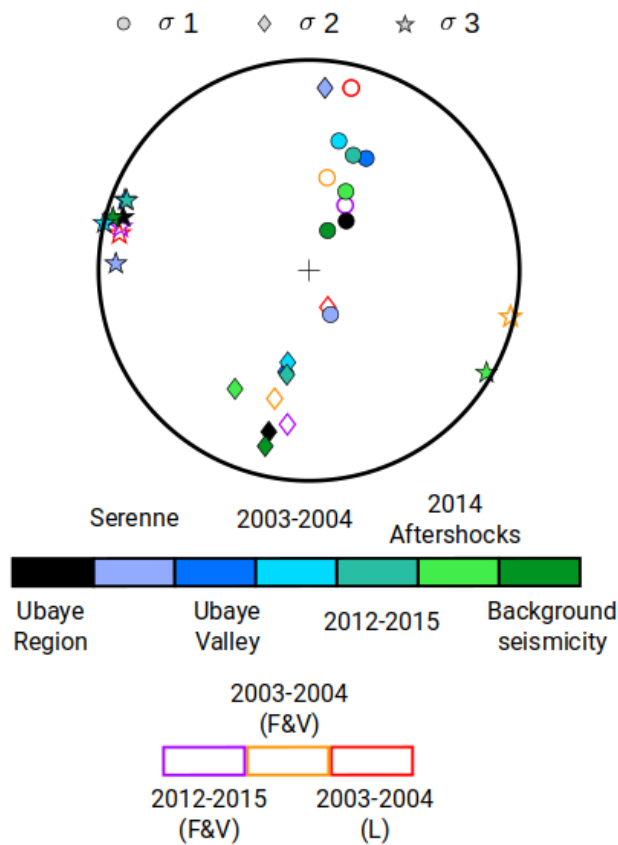 σ 1 σ 2 σ 3
Serenne
2003-2004
2014
Aftershocks
Ubaye
Region
Ubaye
Valley
2012-2015
Background
seismicity
2003-2004
(F&V)
2012-2015
(F&V)
2003-2004
(L)